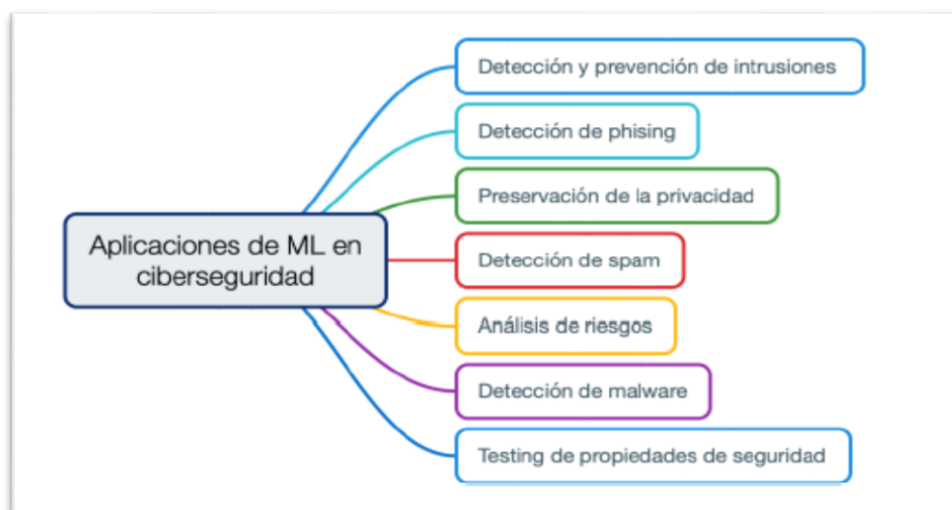 Detección y prevención de intrusiones
Detección de phising
Preservación de la privacidad
Aplicaciones de ML en
ciberseguridad
Detección de spam
Análisis de riesgos
Detección de malware
Testing de propiedades de seguridad